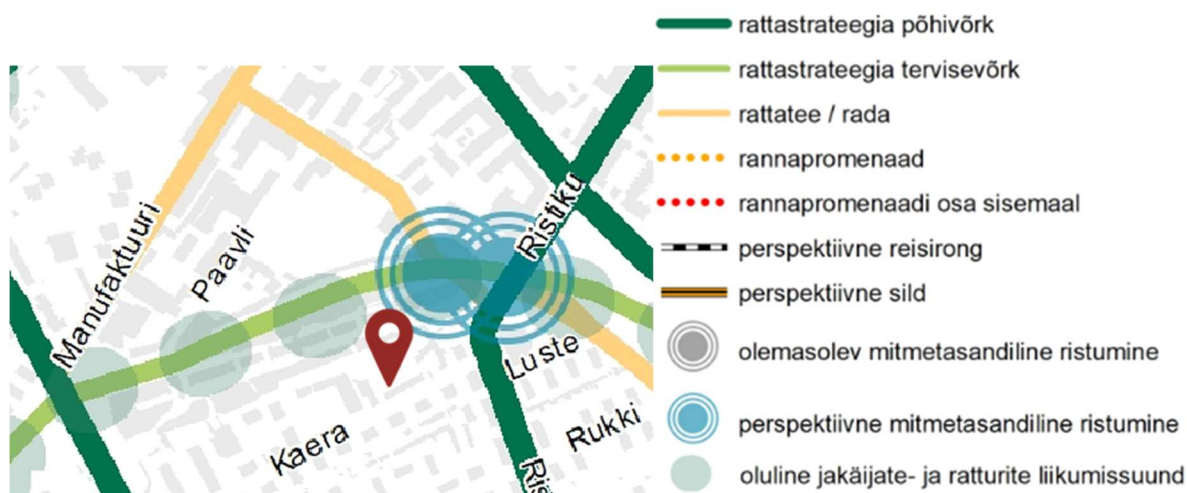 Manufaktuuri
Paavli
Ristiku
Luste
Kaera
Rukki
Ris
rattastrateegia põhivõrk
rattastrateegia tervisevõrk
rattatee / rada
rannapromenaad
rannapromenaadi osa sisemaal
perspektiivne reisirong
perspektiivne sild
olemasolev mitmetasandiline ristumine
perspektiivne mitmetasandiline ristumine
oluline jakäijate- ja ratturite liikumissuund